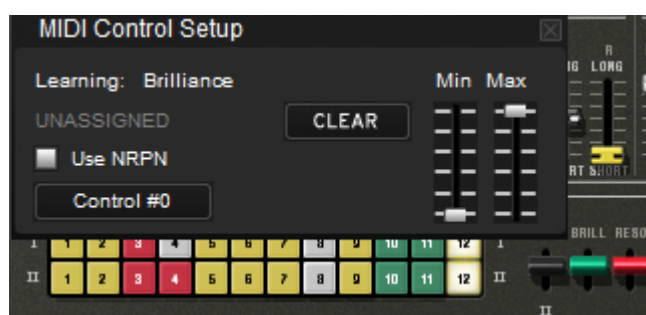 MIDI Control Setup
Learning: Brilliance
Min Max
UNASSIGNED
CLEAR
Use NRPN
Control #0
R
LONG
SHORT
BRILL RESO
I 1 2 3 4 5 6 7 8 9 10 11 12 I
II 1 2 3 4 5 6 7 8 9 10 11 12 II
II